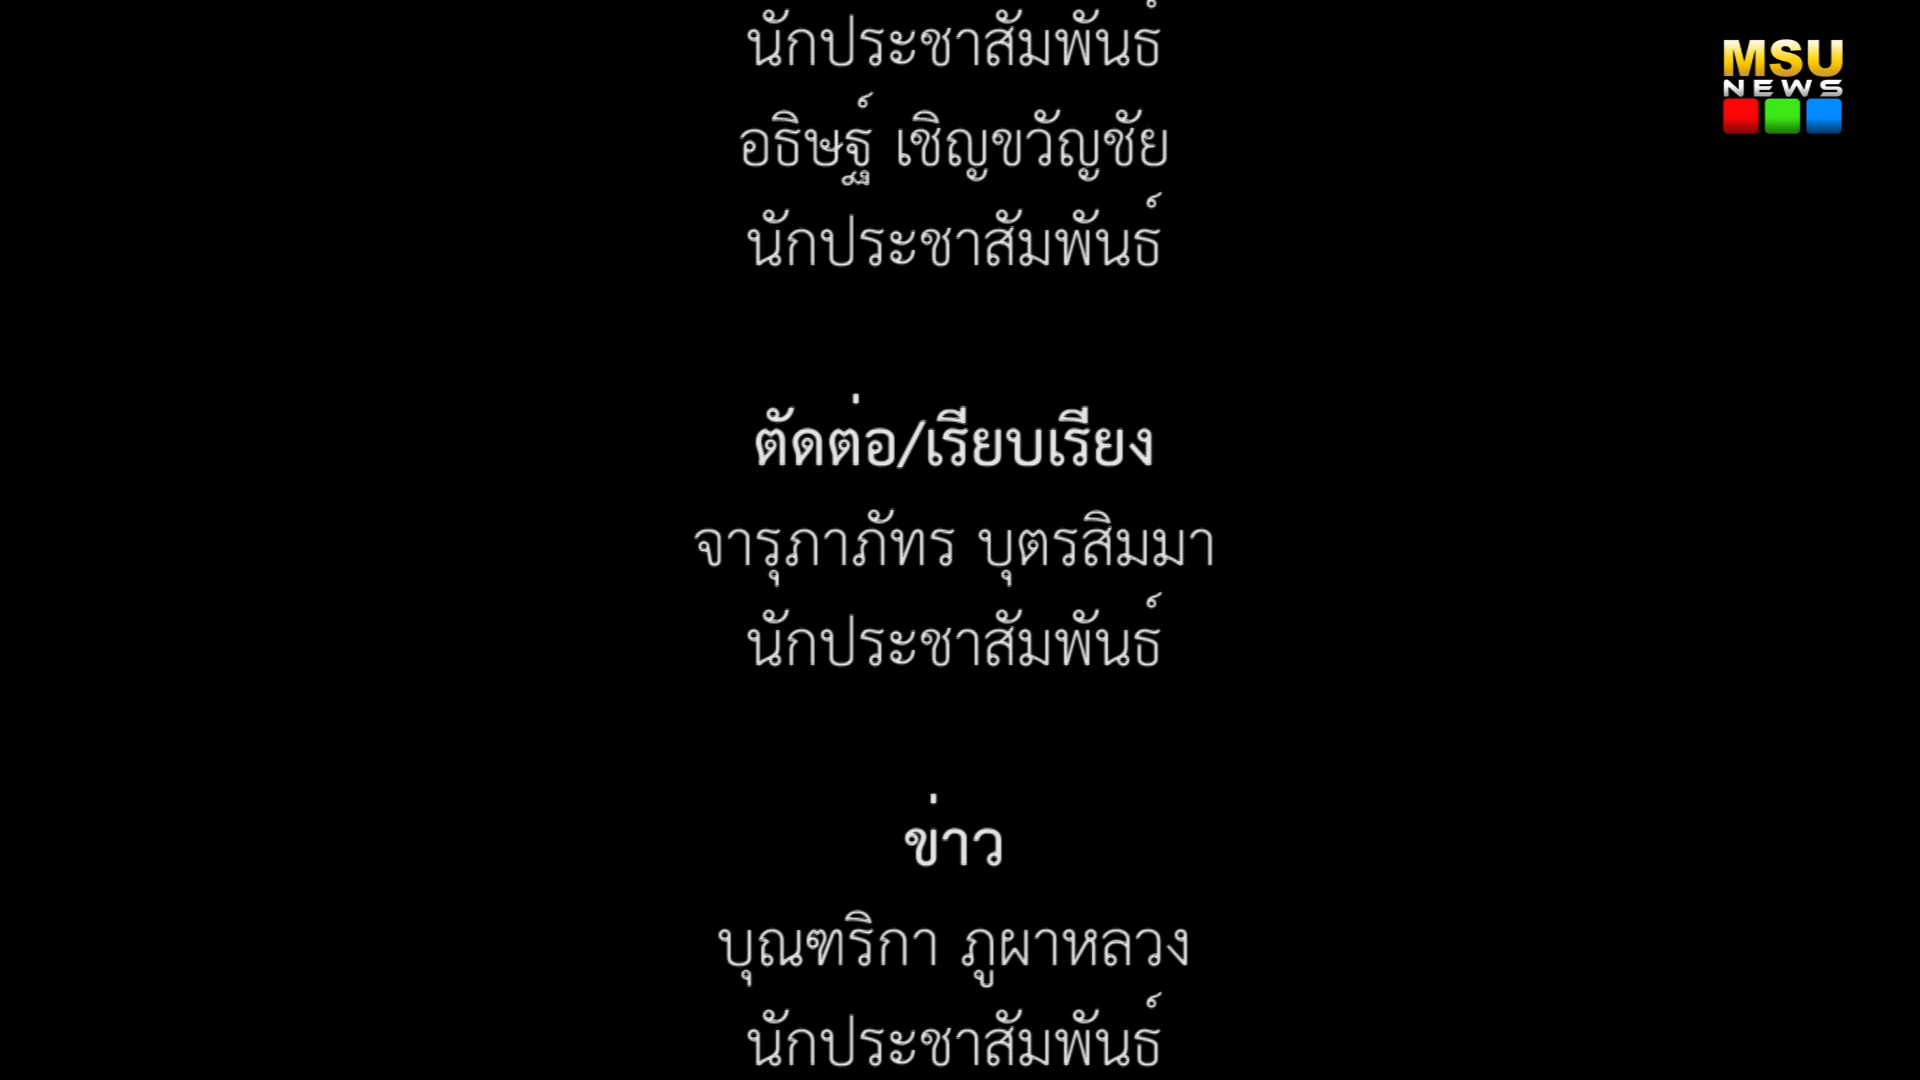 นักประชาสัมพันธ์
MSU
NEWS
อธิษฐ์ เชิญขวัญชัย
นักประชาสัมพันธ์
ตัดต่อ/เรียบเรียง
จารุภาภัทร บุตรสิมมา
นักประชาสัมพันธ์
ข่าว
บุณฑริกา ภูผาหลวง
นักประชาสัมพันธ์